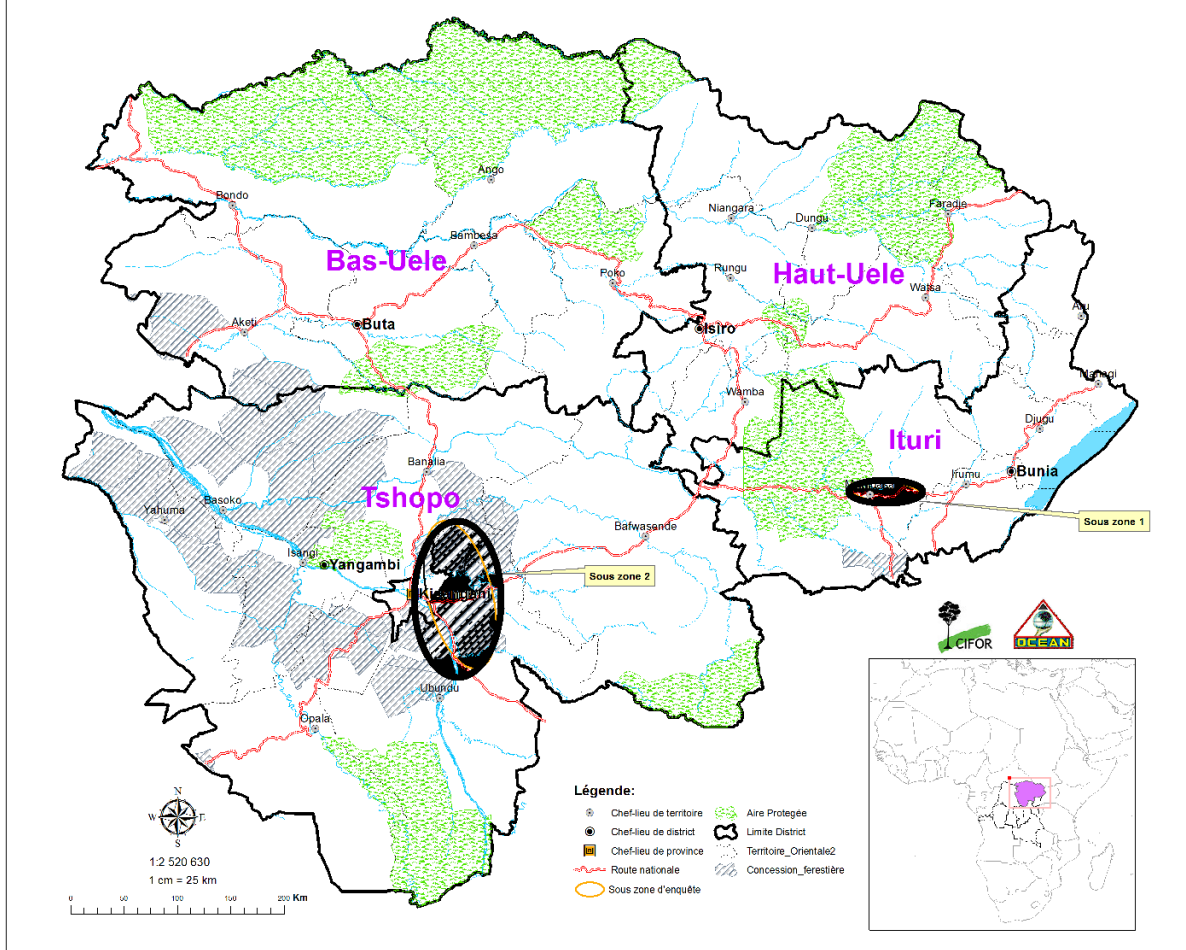 Ango
Bondo
Niangara
Faradje
Dungu
Bambesa
Bas-Uele
Haut-Uele
Rungu
Poko
Watsa
Aru
Aketi
Buta
Isiro
Mahagi
Wamba
Djugu
Ituri
Banalia
Irumu
Bunia
Tshopo
Basoko
Yahuma
Bafwasende
Sous zone 1
Isangi
Yangambi
Sous zone 2
Kisangani
CIFOR
OCEAN
Ubundu
Opala
N
W
E
S
1:2 520 630
1 cm = 25 km
0 50 100 150 200 Km
Légende:
Chef-lieu de territoire
Chef-lieu de district
Chef-lieu de province
Route nationale
Sous zone d'enquête
Aire Protegée
Limite District
Territoire_Orientale2
Concession_ferestière